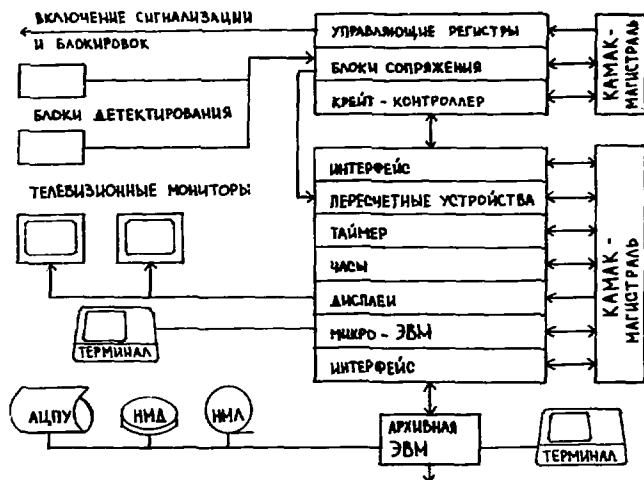 ВКЛЮЧЕНИЕ СИГНАЛИЗАЦИИ
И БЛОКИРОВОК
БЛОКИ ДЕТЕКТИРОВАНИЯ
ТЕЛЕВИЗИОННЫЕ МОНИТОРЫ
УПРАВЛЯЮЩИЕ РЕГИСТРЫ
БЛОКИ СОПРЯЖЕНИЯ
КРЕЙТ - КОНТРОЛЛЕР
КАМАК -
МАГИСТРАЛЬ
ИНТЕРФЕЙС
ПЕРЕСЧЕТНЫЕ УСТРОЙСТВА
ТАЙМЕР
ЧАСЫ
ДИСПЛЕИ
МИКРО - ЭВМ
ИНТЕРФЕЙС
КАМАК -
МАГИСТРАЛЬ
ТЕРМИНАЛ
АЦПУ
НМД
НМЛ
АРХИВНАЯ
ЭВМ
ТЕРМИНАЛ